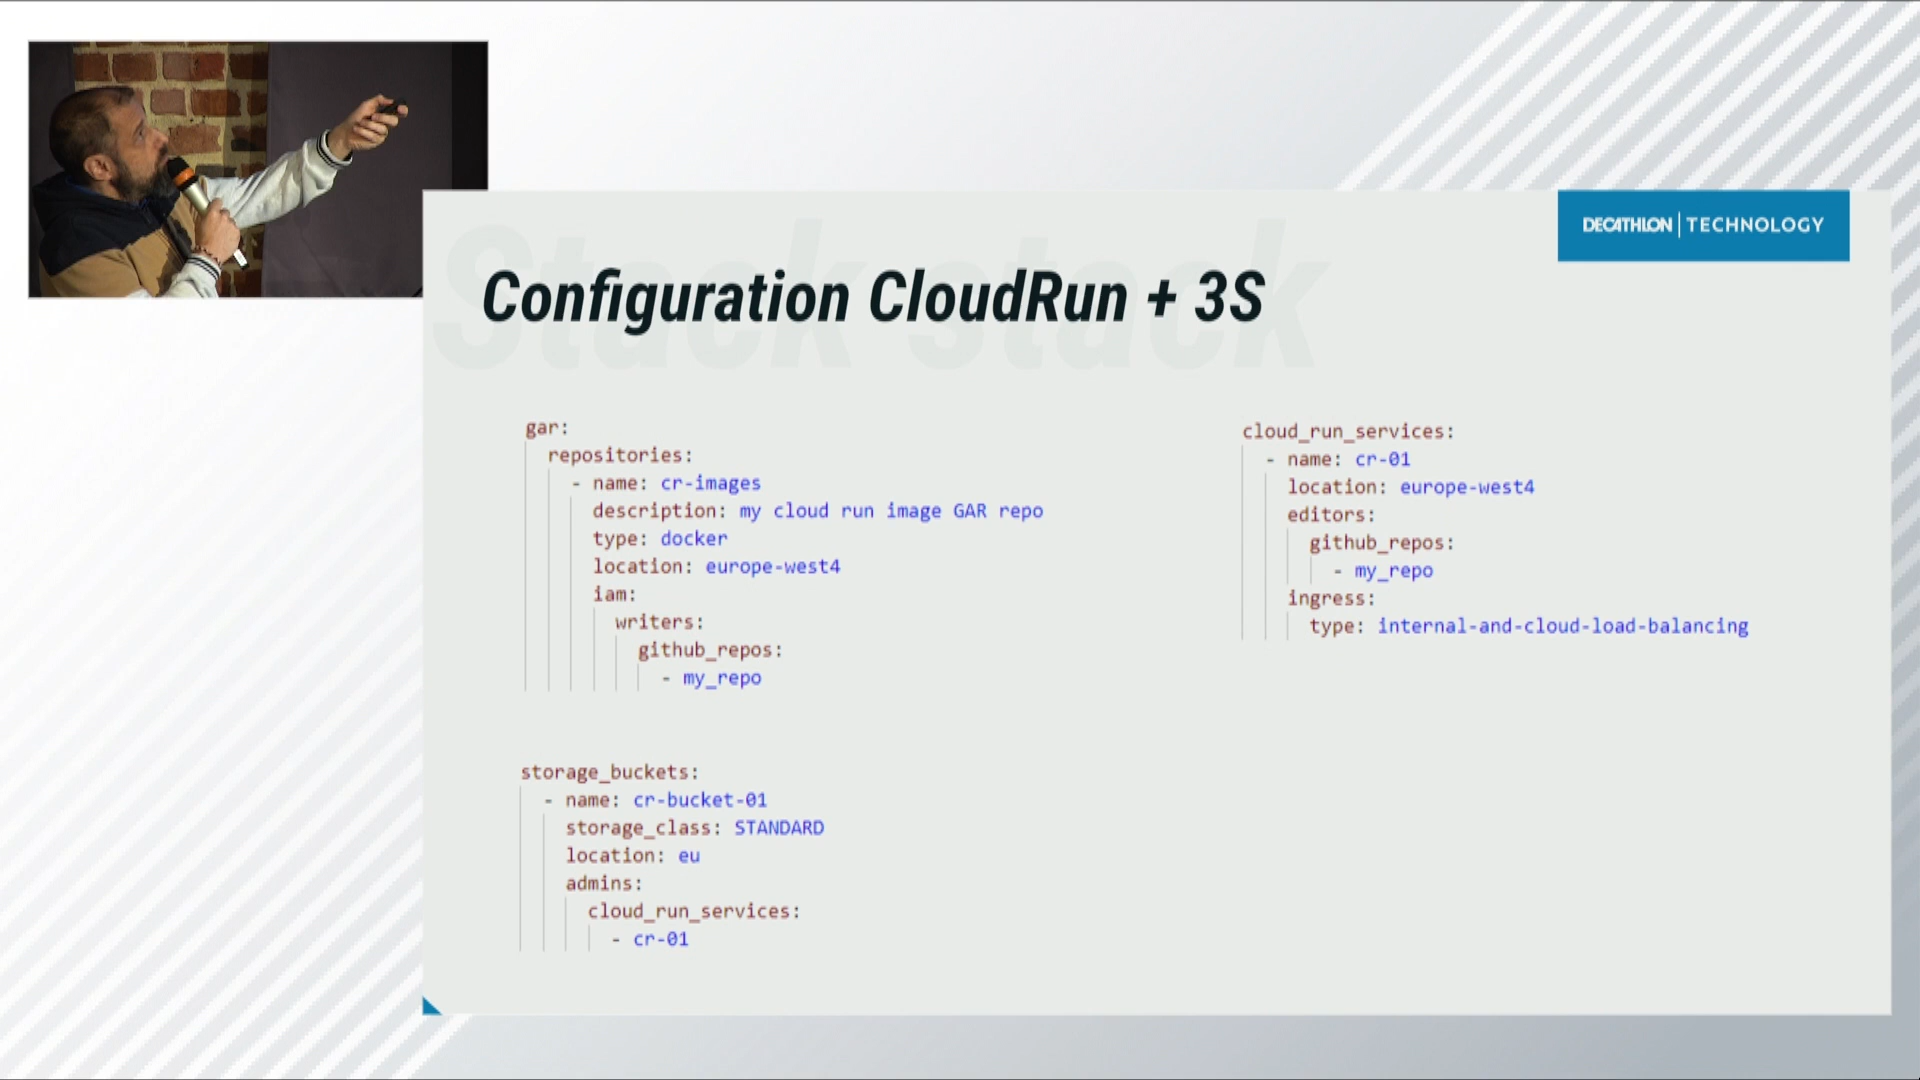 DECATHLON | TECHNOLOGY
Stack stack
Configuration CloudRun + 3S
gar:
repositories:
- name: cr-images
description: my cloud run image GAR repo
type: docker
location: europe-west4
iam:
writers:
github_repos:
- my_repo
storage_buckets:
- name: cr-bucket-01
storage_class: STANDARD
location: eu
admins:
cloud_run_services:
- cr-01
cloud_run_services:
- name: cr-01
location: europe-west4
editors:
github_repos:
- my_repo
ingress:
type: internal-and-cloud-load-balancing